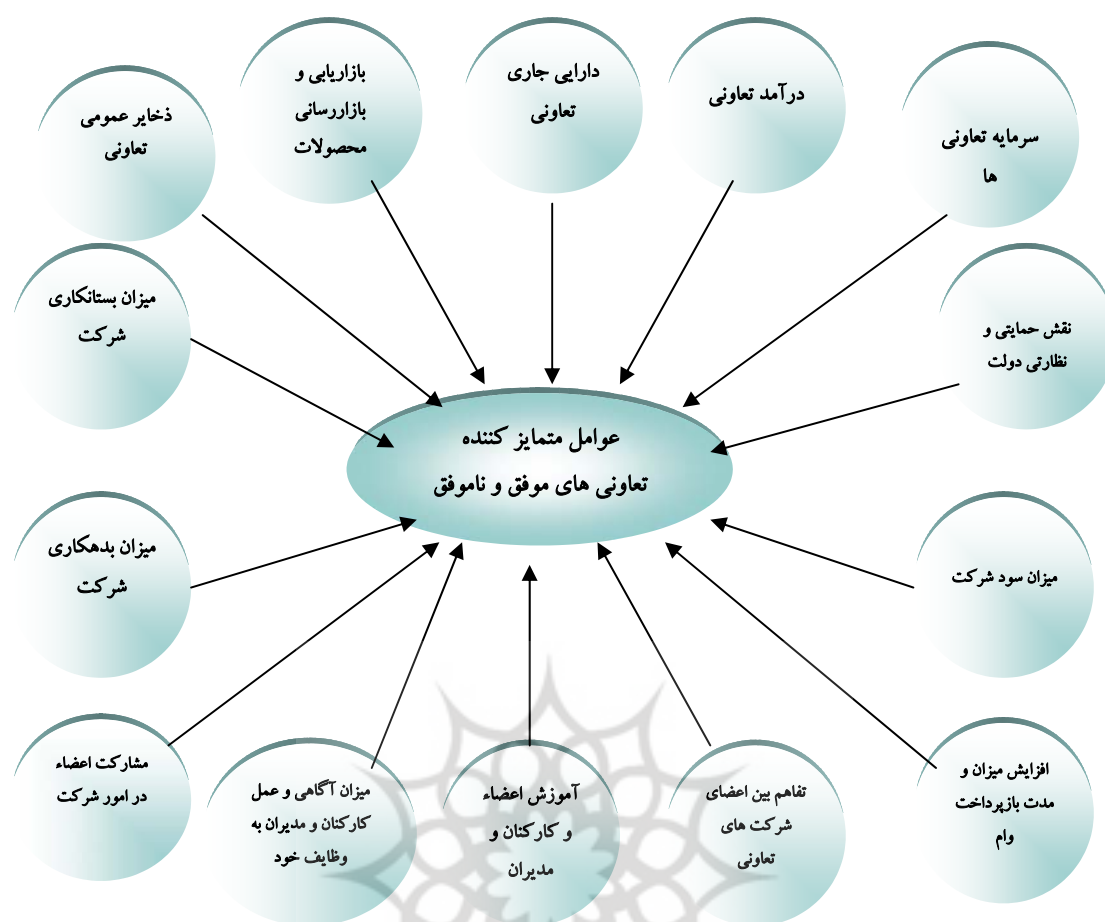 سرمایه تعاونی
ها
درآمد تعاونی
دارایی جاری
تعاونی
بازاریابی و
بازاررسانی
محصولات
ذخایر عمومی
تعاونی
نقش حمایتی و
نظارتی دولت
میزان بستانکاری
شرکت
عوامل متمایز کننده
تعاونی های موفق و ناموفق
میزان سود شرکت
میزان بدهکاری
شرکت
افزایش میزان و
مدت بازپرداخت
وام
تفاهم بین اعضای
شرکت های
تعاونی
آموزش اعضاء
و کارکنان و
مدیران
میزان آگاهی و عمل
کارکنان و مدیران به
وظایف خود
مشارکت اعضاء
در امور شرکت